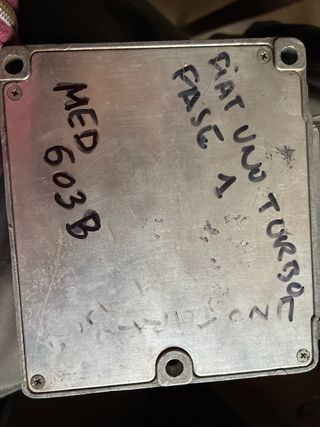 FIAT UNO TURBO
FASE 1
MED
603B